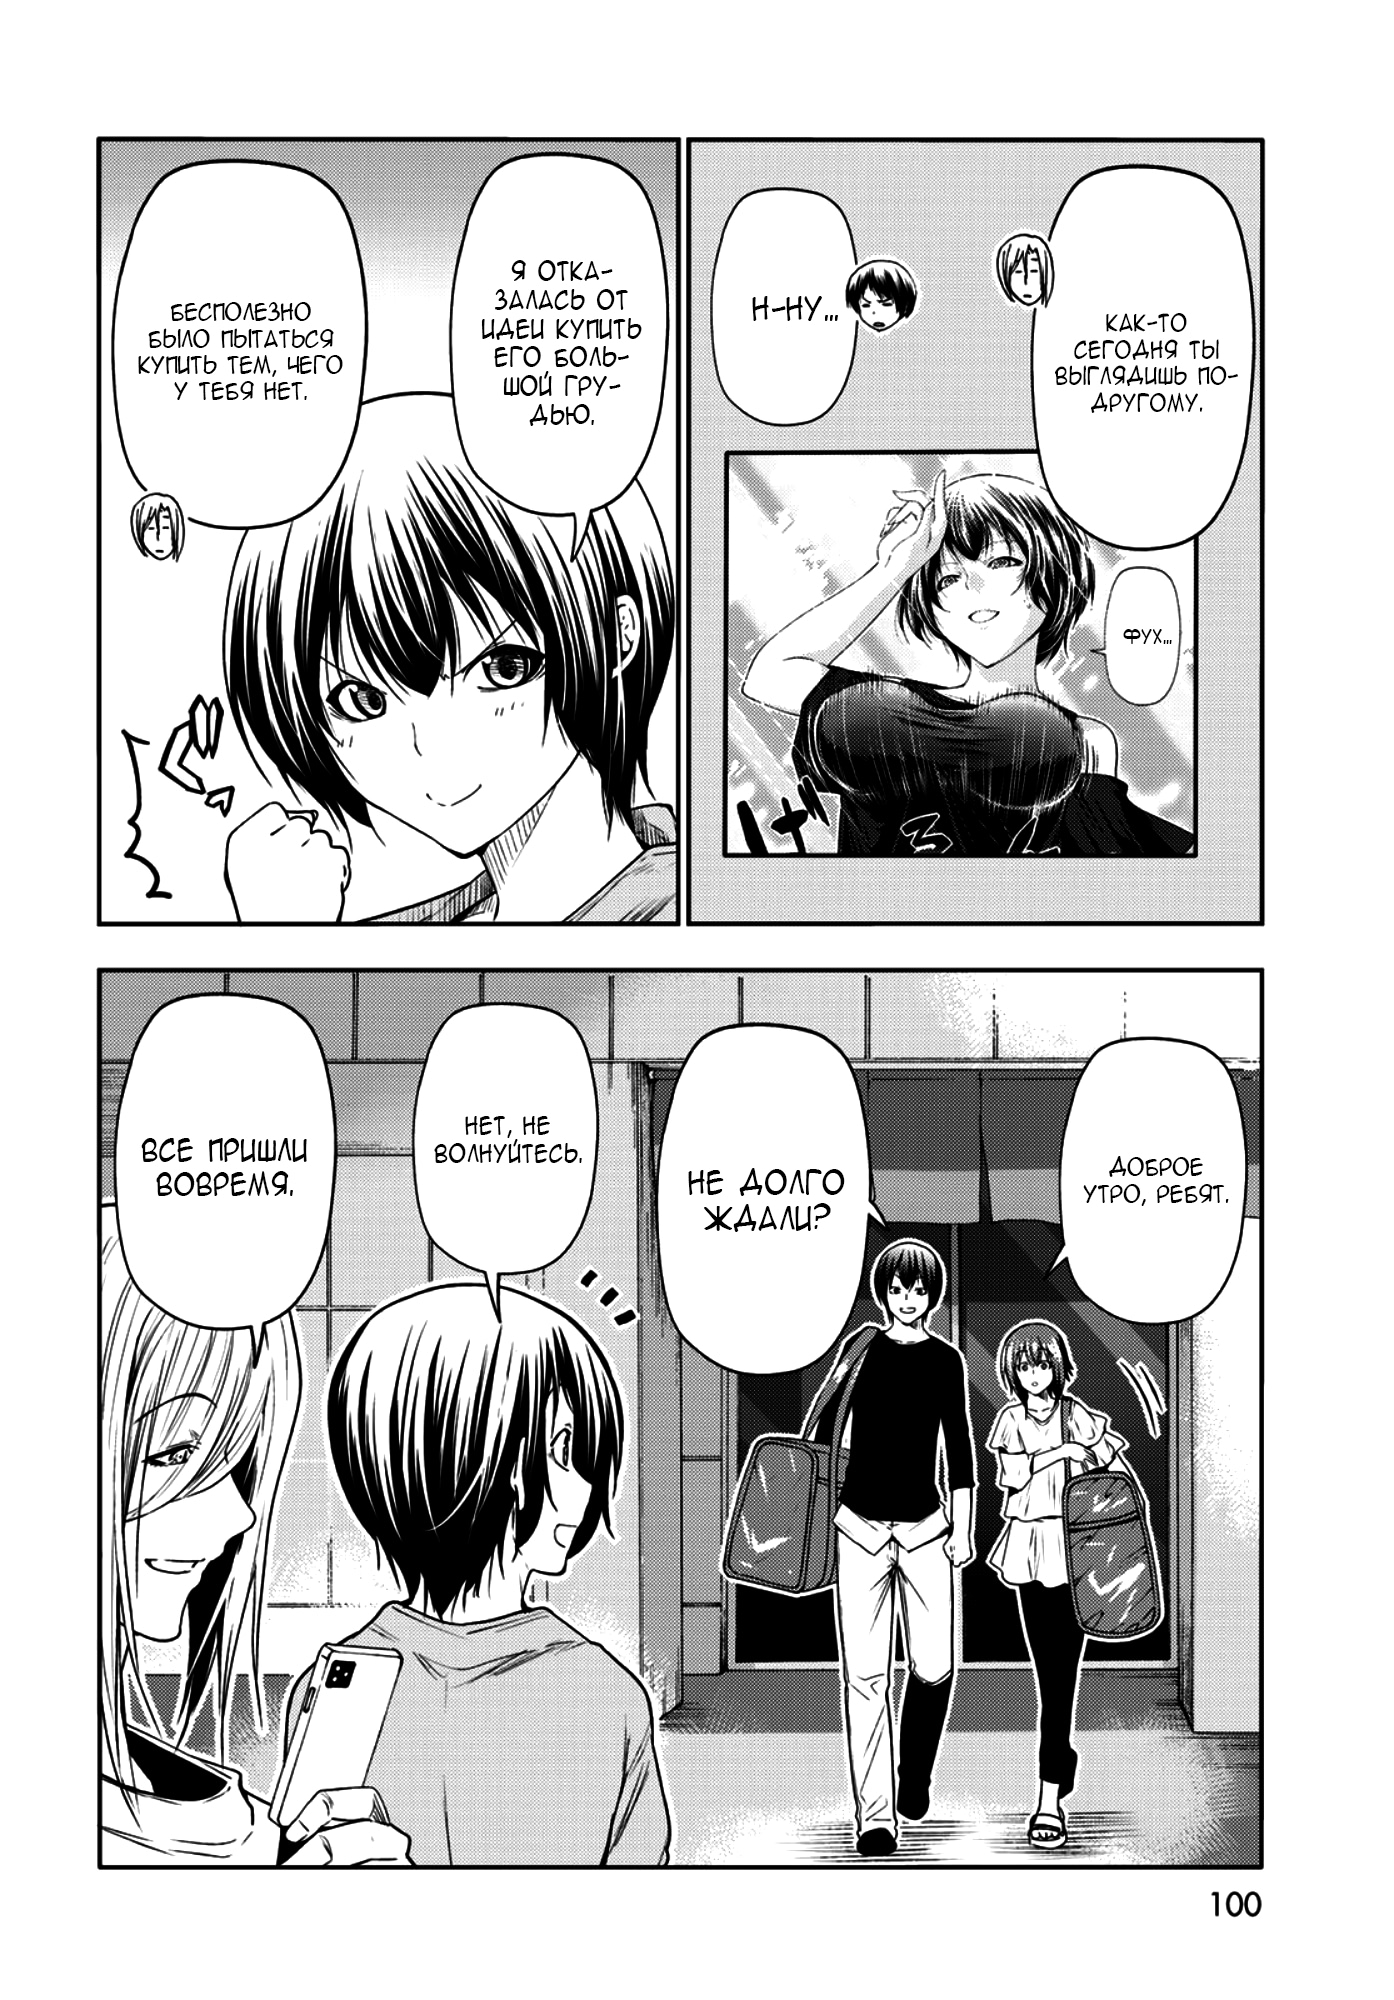 КАК-ТО
СЕГОДНЯ ТЫ
ВЫГЛЯДИШЬ ПО-
ДРУГОМУ.
Н-НУ...
ФУХ...
Я ОТКА-
ЗАЛАСЬ ОТ
ИДЕИ КУПИТЬ
ЕГО БОЛЬ-
ШОЙ ГРУ-
ДЬЮ.
БЕСПОЛЕЗНО
БЫЛО ПЫТАТЬСЯ
КУПИТЬ ТЕМ, ЧЕГО
У ТЕБЯ НЕТ.
ДОБРОЕ
УТРО, РЕБЯТ.
НЕ ДОЛГО
ЖДАЛИ?
НЕТ, НЕ
ВОЛНУЙТЕСЬ.
ВСЕ ПРИШЛИ
ВОВРЕМЯ.
100